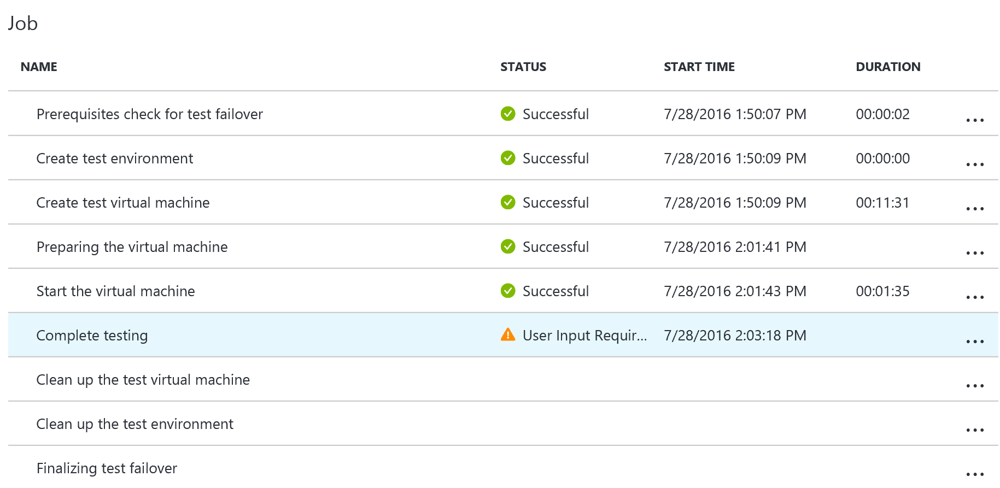 Job
NAME STATUS START TIME DURATION
Prerequisites check for test failover Successful 7/28/2016 1:50:07 PM 00:00:02 ...
Create test environment Successful 7/28/2016 1:50:09 PM 00:00:00 ...
Create test virtual machine Successful 7/28/2016 1:50:09 PM 00:11:31 ...
Preparing the virtual machine Successful 7/28/2016 2:01:41 PM ...
Start the virtual machine Successful 7/28/2016 2:01:43 PM 00:01:35 ...
Complete testing User Input Requir... 7/28/2016 2:03:18 PM ...
Clean up the test virtual machine ...
Clean up the test environment ...
Finalizing test failover ...